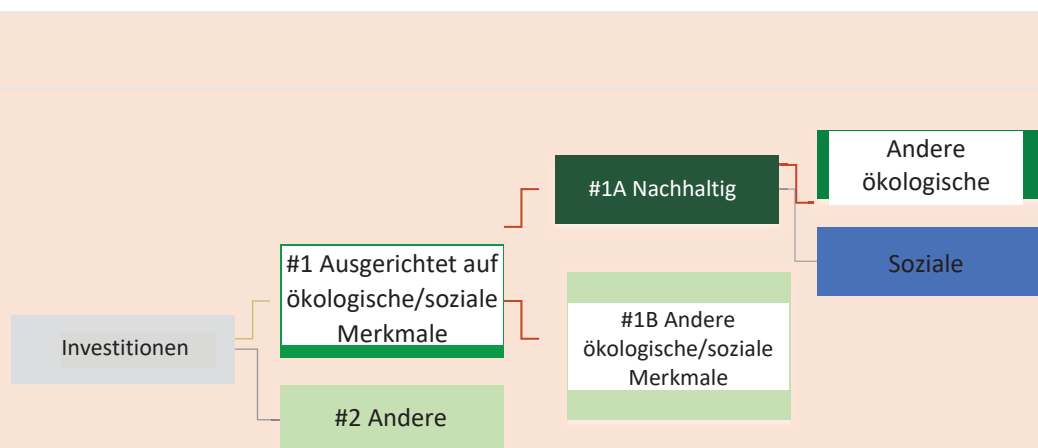 Andere
ökologische
#1A Nachhaltig
#1 Ausgerichtet auf
ökologische/soziale
Merkmale
Soziale
#1B Andere
ökologische/soziale
Merkmale
Investitionen
#2 Andere